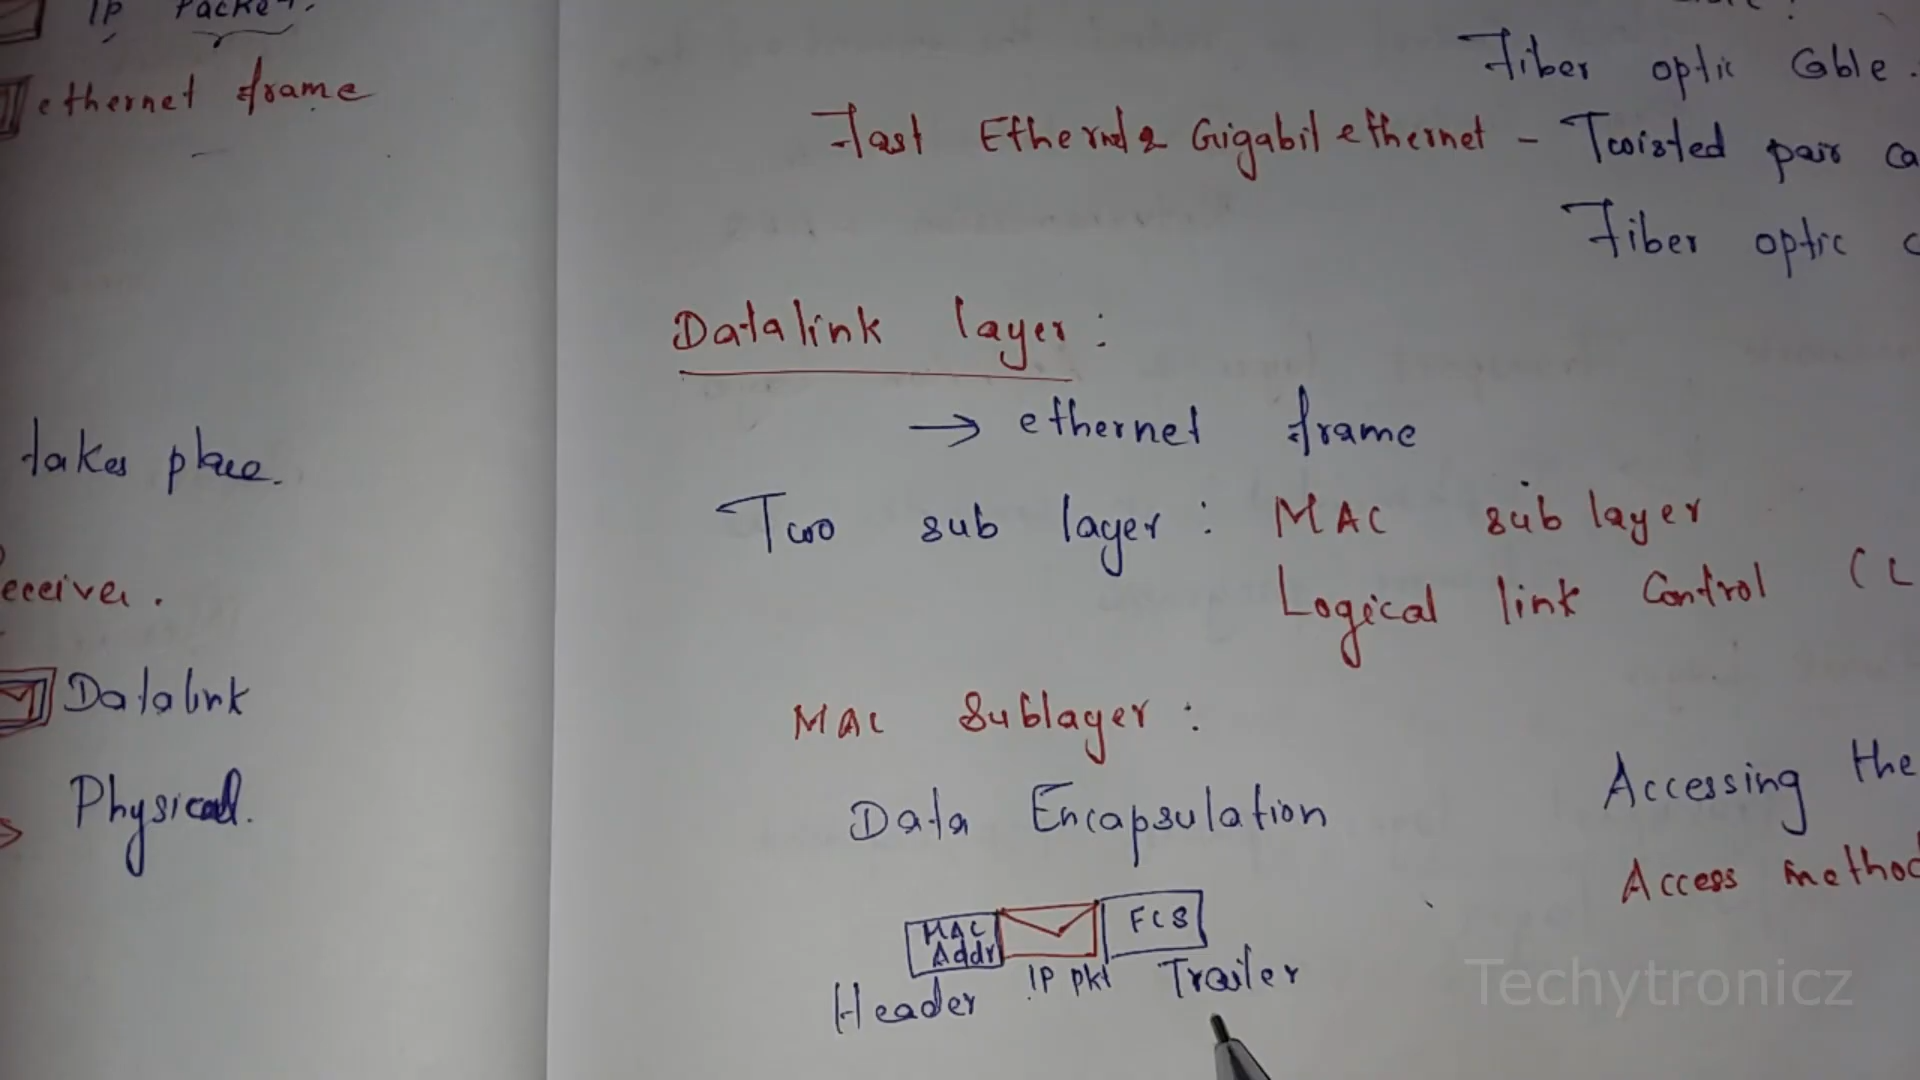 IP Packet.
ethernet frame
takes place.
Datalink
Physical.
Fiber optic Cable.
Fast Ethernet & Gigabit ethernet - Twisted pair
Fiber optic
Datalink layer:
→ ethernet frame
Two sub layer: MAC sub layer
Logical link Control (L
MAC Sublayer:
Data Encapsulation
Accessing the
Access method
MAC Addr FCS
Header IP pkt Trailer
Techytronicz